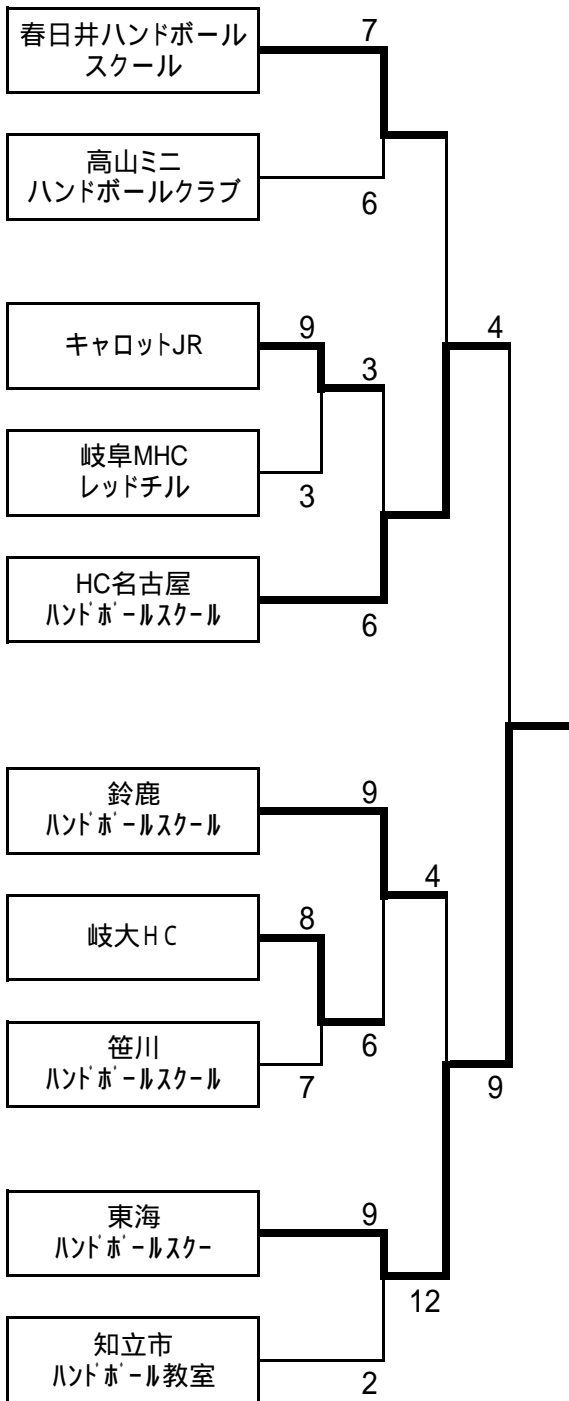 春日井ハンドボール
スクール
7
高山ミニ
ハンドボールクラブ
6
キャロットJR
9
3
4
岐阜MHC
レッドチル
3
HC名古屋
ﾊﾝﾄﾞﾎﾞｰﾙｽｸｰﾙ
6
鈴鹿
ﾊﾝﾄﾞﾎﾞｰﾙｽｸｰﾙ
9
4
岐大ＨＣ
8
6
笹川
ﾊﾝﾄﾞﾎﾞｰﾙｽｸｰﾙ
7
9
東海
ﾊﾝﾄﾞﾎﾞｰﾙｽｸｰ
9
12
知立市
ﾊﾝﾄﾞﾎﾞｰﾙ教室
2